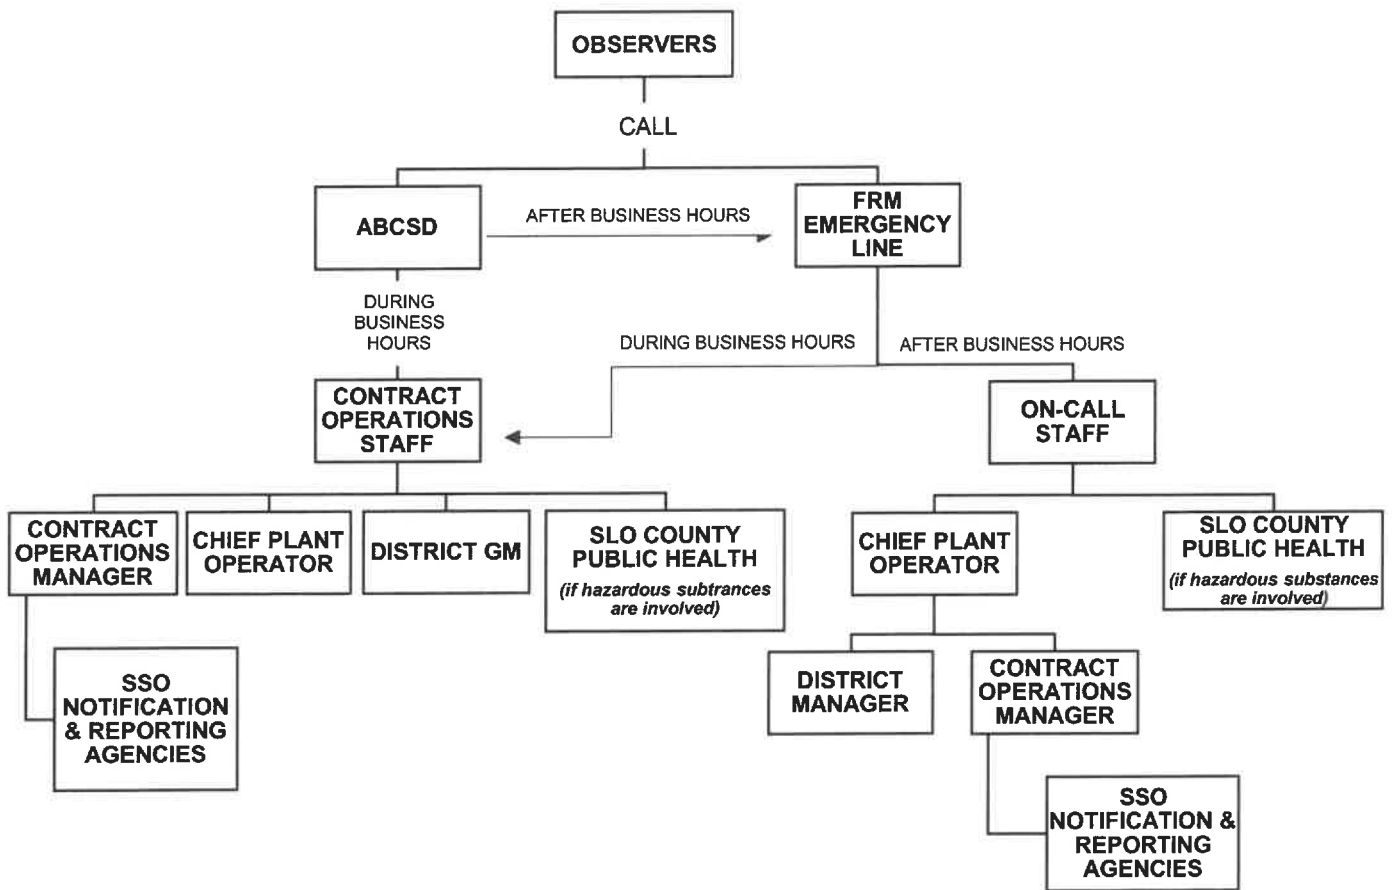 OBSERVERS
CALL
ABCSD
AFTER BUSINESS HOURS
FRM
EMERGENCY
LINE
DURING
BUSINESS
HOURS
DURING BUSINESS HOURS
AFTER BUSINESS HOURS
CONTRACT
OPERATIONS
STAFF
ON-CALL
STAFF
CONTRACT
OPERATIONS
MANAGER
CHIEF PLANT
OPERATOR
DISTRICT GM
SLO COUNTY
PUBLIC HEALTH
(if hazardous subtrances
are involved)
CHIEF PLANT
OPERATOR
SLO COUNTY
PUBLIC HEALTH
(if hazardous substances
are involved)
SSO
NOTIFICATION
& REPORTING
AGENCIES
DISTRICT
MANAGER
CONTRACT
OPERATIONS
MANAGER
SSO
NOTIFICATION &
REPORTING
AGENCIES